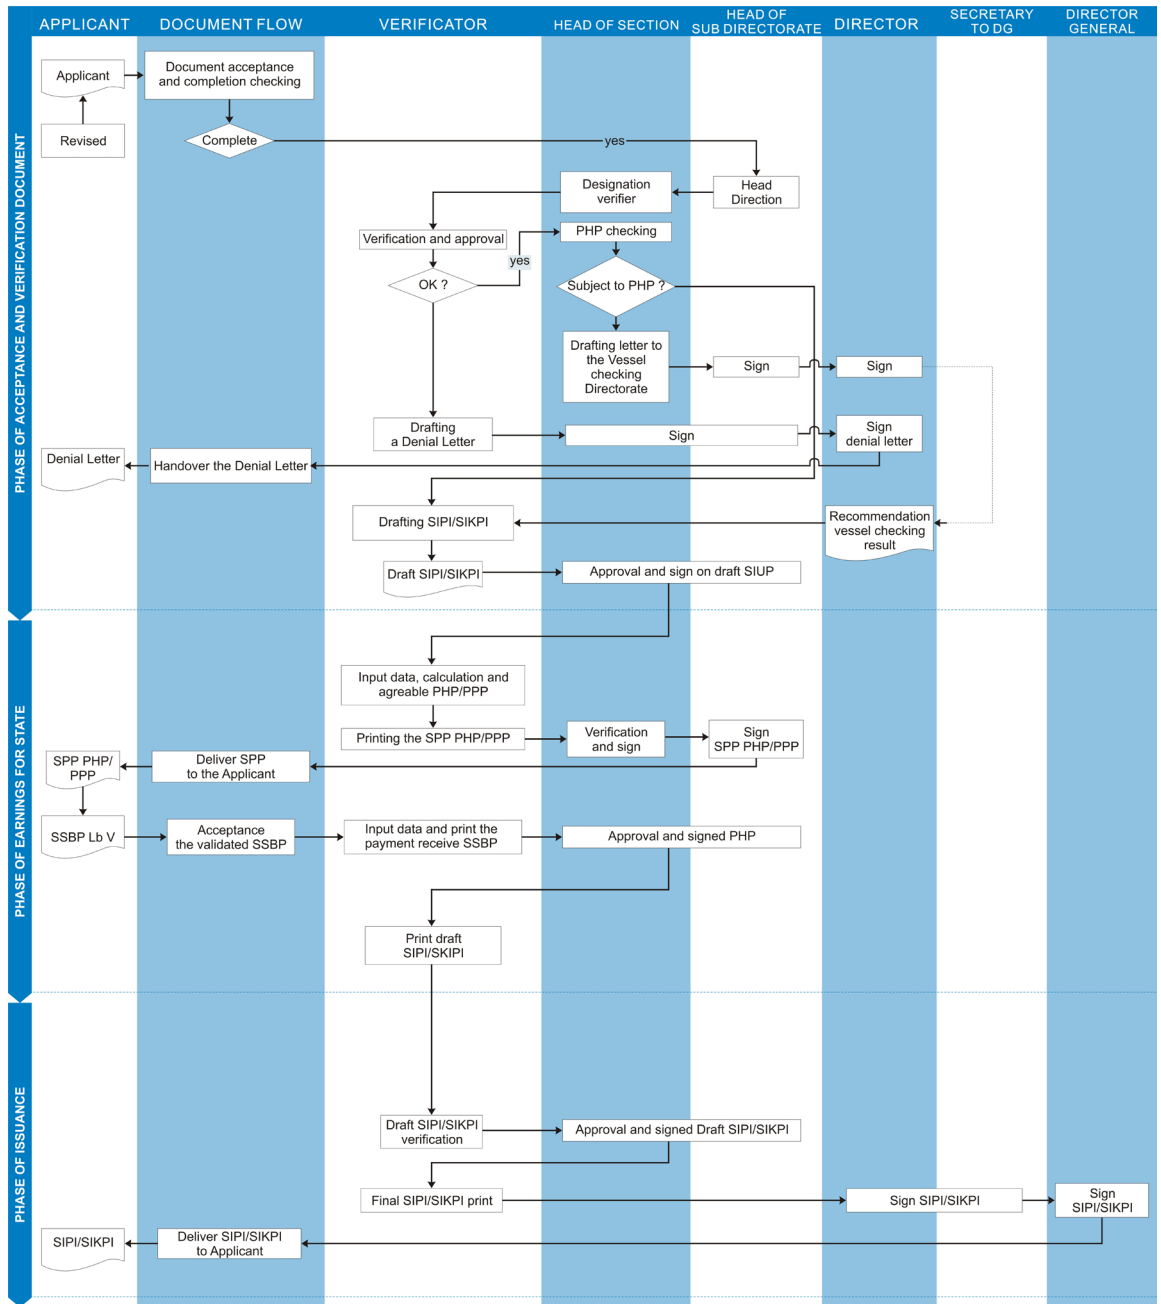 APPLICANT
DOCUMENT FLOW
VERIFICATOR
HEAD OF SECTION
HEAD OF
SUB DIRECTORATE
DIRECTOR
SECRETARY
TO DG
DIRECTOR
GENERAL
PHASE OF ACCEPTANCE AND VERIFICATION DOCUMENT
Applicant
Document acceptance
and completion checking
Revised
Complete
yes
Designation
verifier
Head
Direction
Verification and approval
PHP checking
yes
OK ?
Subject to PHP ?
Drafting letter to
the Vessel
checking
Directorate
Sign
Sign
Drafting
a Denial Letter
Sign
Sign
denial letter
Denial Letter
Handover the Denial Letter
Drafting SIPI/SIKPI
Recommendation
vessel checking
result
Draft SIPI/SIKPI
Approval and sign on draft SIUP
PHASE OF EARNINGS FOR STATE
Input data, calculation and
agreable PHP/PPP
Printing the SPP PHP/PPP
Verification
and sign
Sign
SPP PHP/PPP
SPP PHP/
PPP
Deliver SPP
to the Applicant
SSBP Lb V
Acceptance
the validated SSBP
Input data and print the
payment receive SSBP
Approval and signed PHP
Print draft
SIPI/SKIPI
PHASE OF ISSUANCE
Draft SIPI/SIKPI
verification
Approval and signed Draft SIPI/SIKPI
Final SIPI/SIKPI print
Sign SIPI/SIKPI
Sign
SIPI/SIKPI
SIPI/SIKPI
Deliver SIPI/SIKPI
to Applicant